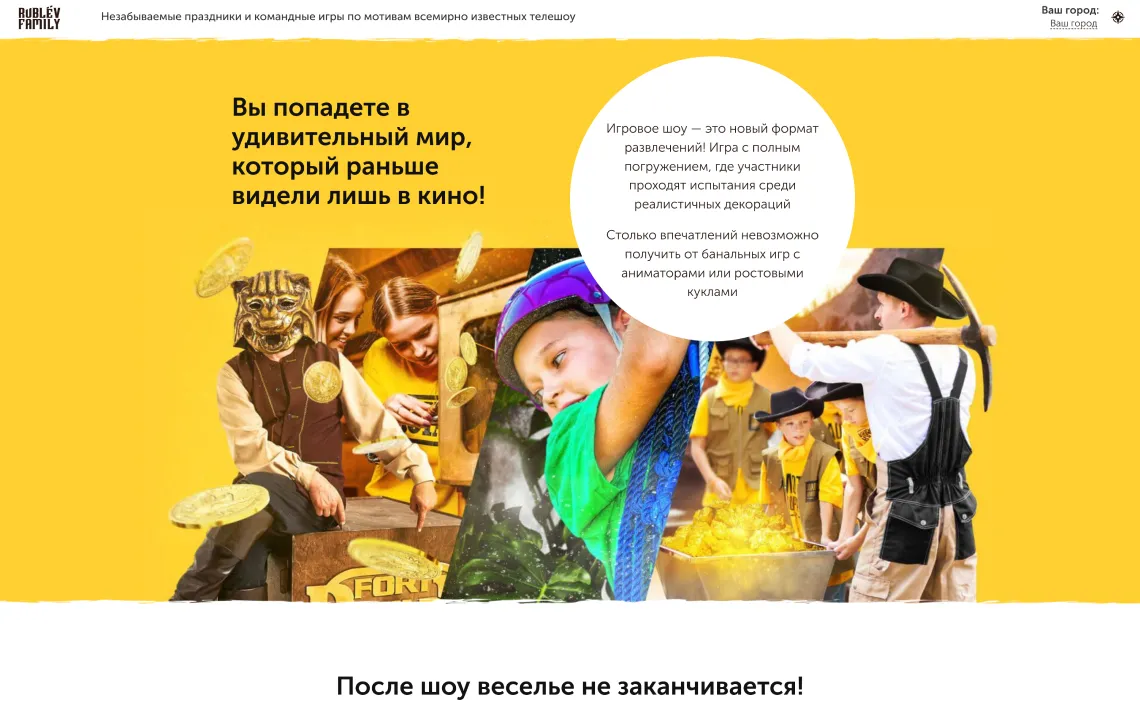 RUBLЁV
FAMILY
Незабываемые праздники и командные игры по мотивам всемирно известных телешоу
Ваш город:
Ваш город
Вы попадете в
удивительный мир,
который раньше
видели лишь в кино!
Игровое шоу — это новый формат
развлечений! Игра с полным
погружением, где участники
проходят испытания среди
реалистичных декораций
Столько впечатлений невозможно
получить от банальных игр с
аниматорами или ростовыми
куклами
FORT
После шоу веселье не заканчивается!